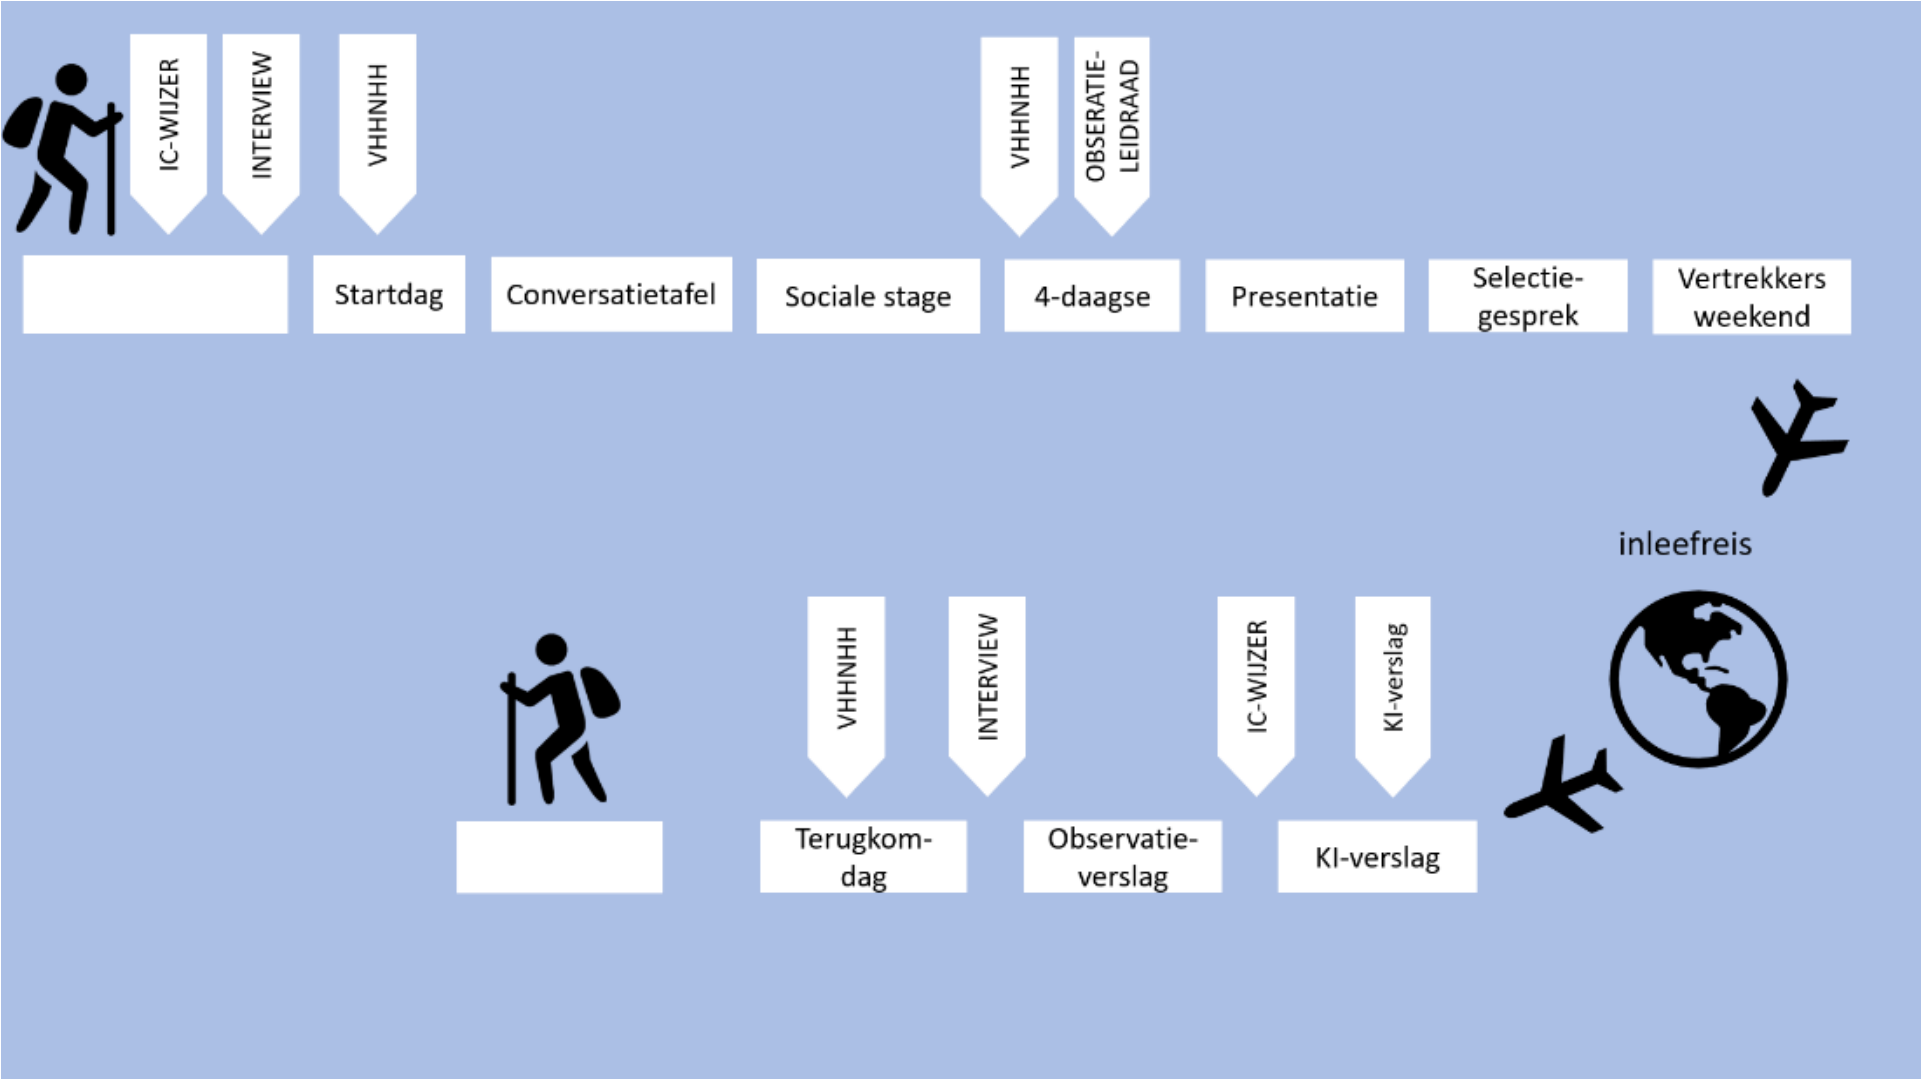 IC-WIJZER
INTERVIEW
VHHNHH
VHHNHH
OBSERATIE-
LEIDRAAD
Startdag
Conversatietafel
Sociale stage
4-daagse
Presentatie
Selectie-
gesprek
Vertrekkers
weekend
inleefreis
VHHNHH
INTERVIEW
IC-WIJZER
KI-verslag
Terugkom-
dag
Observatie-
verslag
KI-verslag